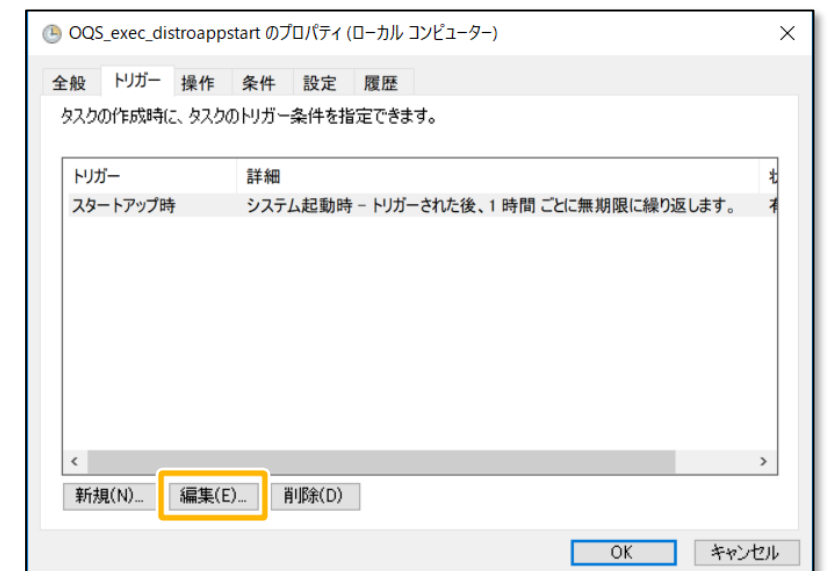 OQS_exec_distroappstart のプロパティ (ローカル コンピューター)
全般 トリガー 操作 条件 設定 履歴
タスクの作成時に、タスクのトリガー条件を指定できます。
トリガー 詳細
スタートアップ時 システム起動時 – トリガーされた後、1 時間 ごとに無期限に繰り返します。
新規(N)... 編集(E)... 削除(D)
OK キャンセル